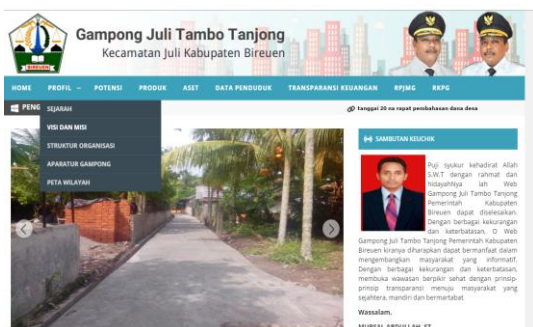 Gampong Juli Tambo Tanjong
Kecamatan Juli Kabupaten Bireuen
BIREUEN
HOME PROFIL POTENSI PRODUK ASET DATA PENDUDUK TRANSPARANSI KEUANGAN RPJMG RKPG
PENG
tanggal 20 na rapat pembahasan dana desa
SEJARAH
VISI DAN MISI
STRUKTUR ORGANISASI
APARATUR GAMPONG
PETA WILAYAH
SAMBUTAN KEUCHIK
Puji syukur kehadirat Allah
S.W.T dengan rahmat dan
hidayahNya lah Web
Gampong Juli Tambo Tanjong
Pemerintah Kabupaten
Bireuen dapat diselesaikan.
Dengan berbagai kekurangan
dan keterbatasan, O Web
Gampong Juli Tambo Tanjong Pemerintah Kabupaten
Bireuen kiranya diharapkan dapat bermanfaat dalam
mengembangkan masyarakat yang informatif.
Dengan berbagai kekurangan dan keterbatasan,
membuka wawasan berpikir sehat dengan prinsip-
prinsip transparansi menuju masyarakat yang
sejahtera, mandiri dan bermartabat
Wassalam,
MURSAL ABDULLAH, ST